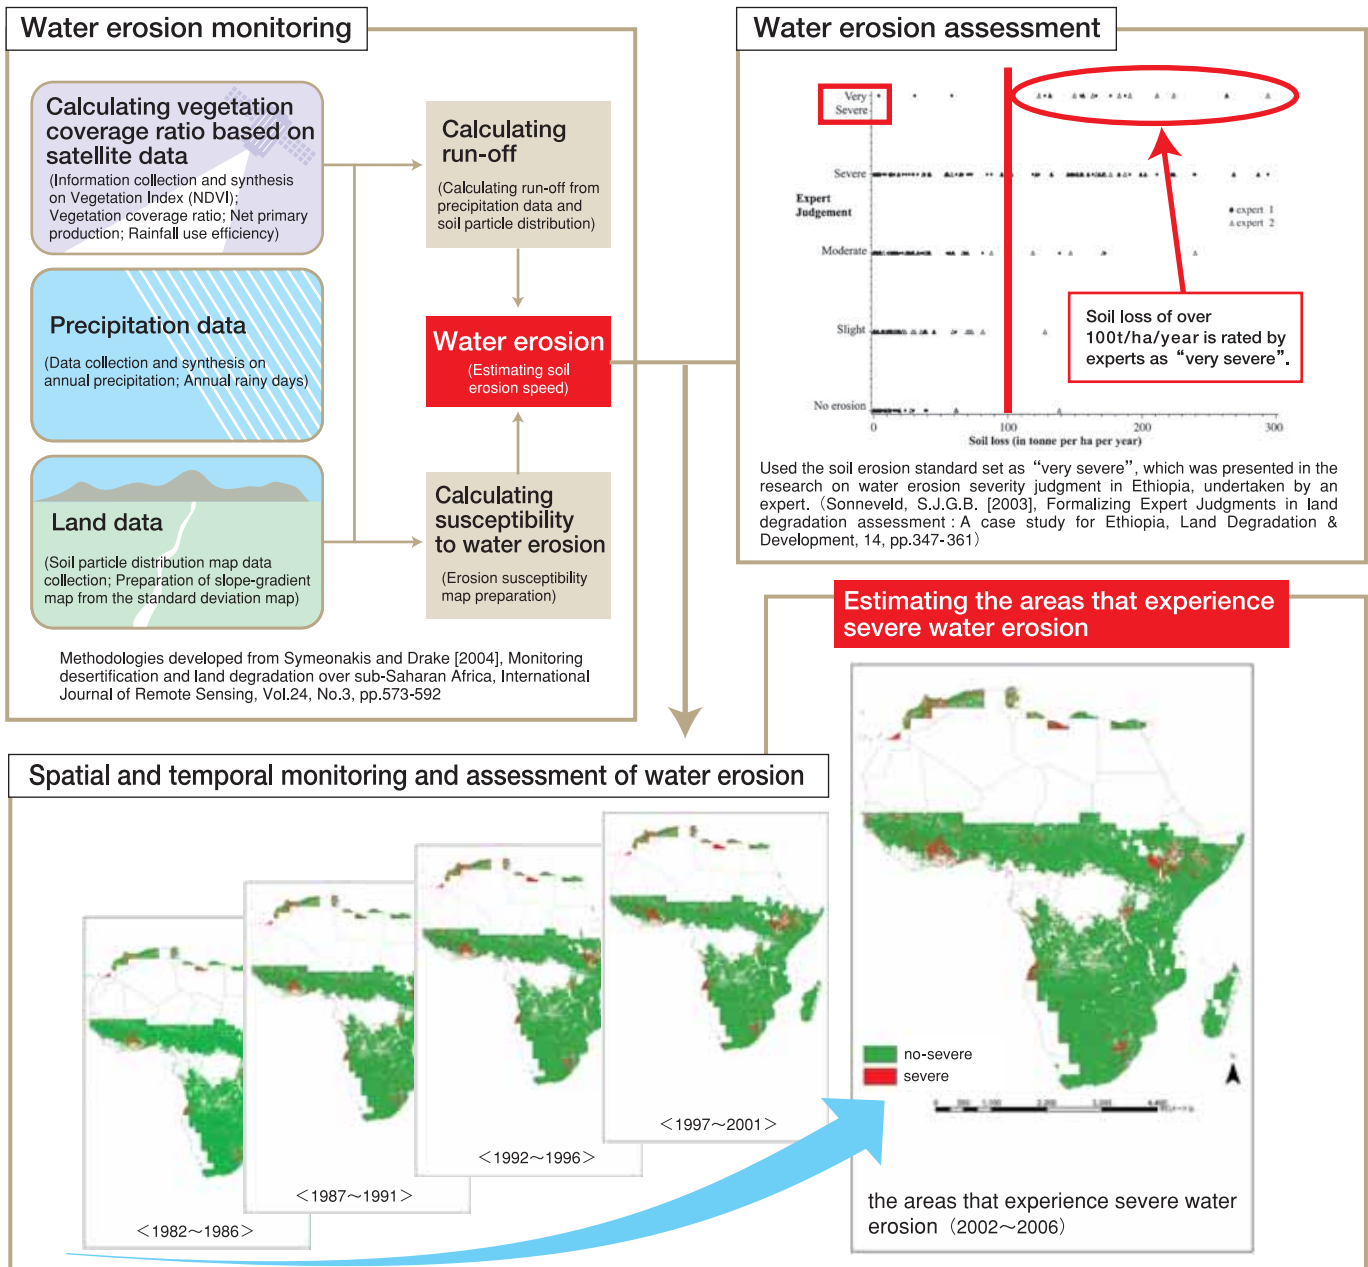 Water erosion monitoring
Calculating vegetation
coverage ratio based on
satellite data
(Information collection and synthesis
on Vegetation Index (NDVI);
Vegetation coverage ratio; Net primary
production; Rainfall use efficiency)
Precipitation data
(Data collection and synthesis on
annual precipitation; Annual rainy days)
Land data
(Soil particle distribution map data
collection; Preparation of slope-gradient
map from the standard deviation map)
Calculating
run-off
(Calculating run-off from
precipitation data and
soil particle distribution)
Water erosion
(Estimating soil
erosion speed)
Calculating
susceptibility
to water erosion
(Erosion susceptibility
map preparation)
Methodologies developed from Symeonakis and Drake [2004], Monitoring
desertification and land degradation over sub-Saharan Africa, International
Journal of Remote Sensing, Vol.24, No.3, pp.573-592
Water erosion assessment
Very
Severe
Severe
Expert
Judgement
Moderate
Slight
No erosion
expert 1
expert 2
0 100 200 300
Soil loss (in tonne per ha per year)
Soil loss of over
100t/ha/year is rated by
experts as “very severe”.
Used the soil erosion standard set as “very severe”, which was presented in the
research on water erosion severity judgment in Ethiopia, undertaken by an
expert.（Sonneveld, S.J.G.B. [2003], Formalizing Expert Judgments in land
degradation assessment : A case study for Ethiopia, Land Degradation &
Development, 14, pp.347-361）
Estimating the areas that experience
severe water erosion
Spatial and temporal monitoring and assessment of water erosion
＜1982～1986＞
＜1987～1991＞
＜1992～1996＞
＜1997～2001＞
no-severe
severe
the areas that experience severe water
erosion（2002～2006）